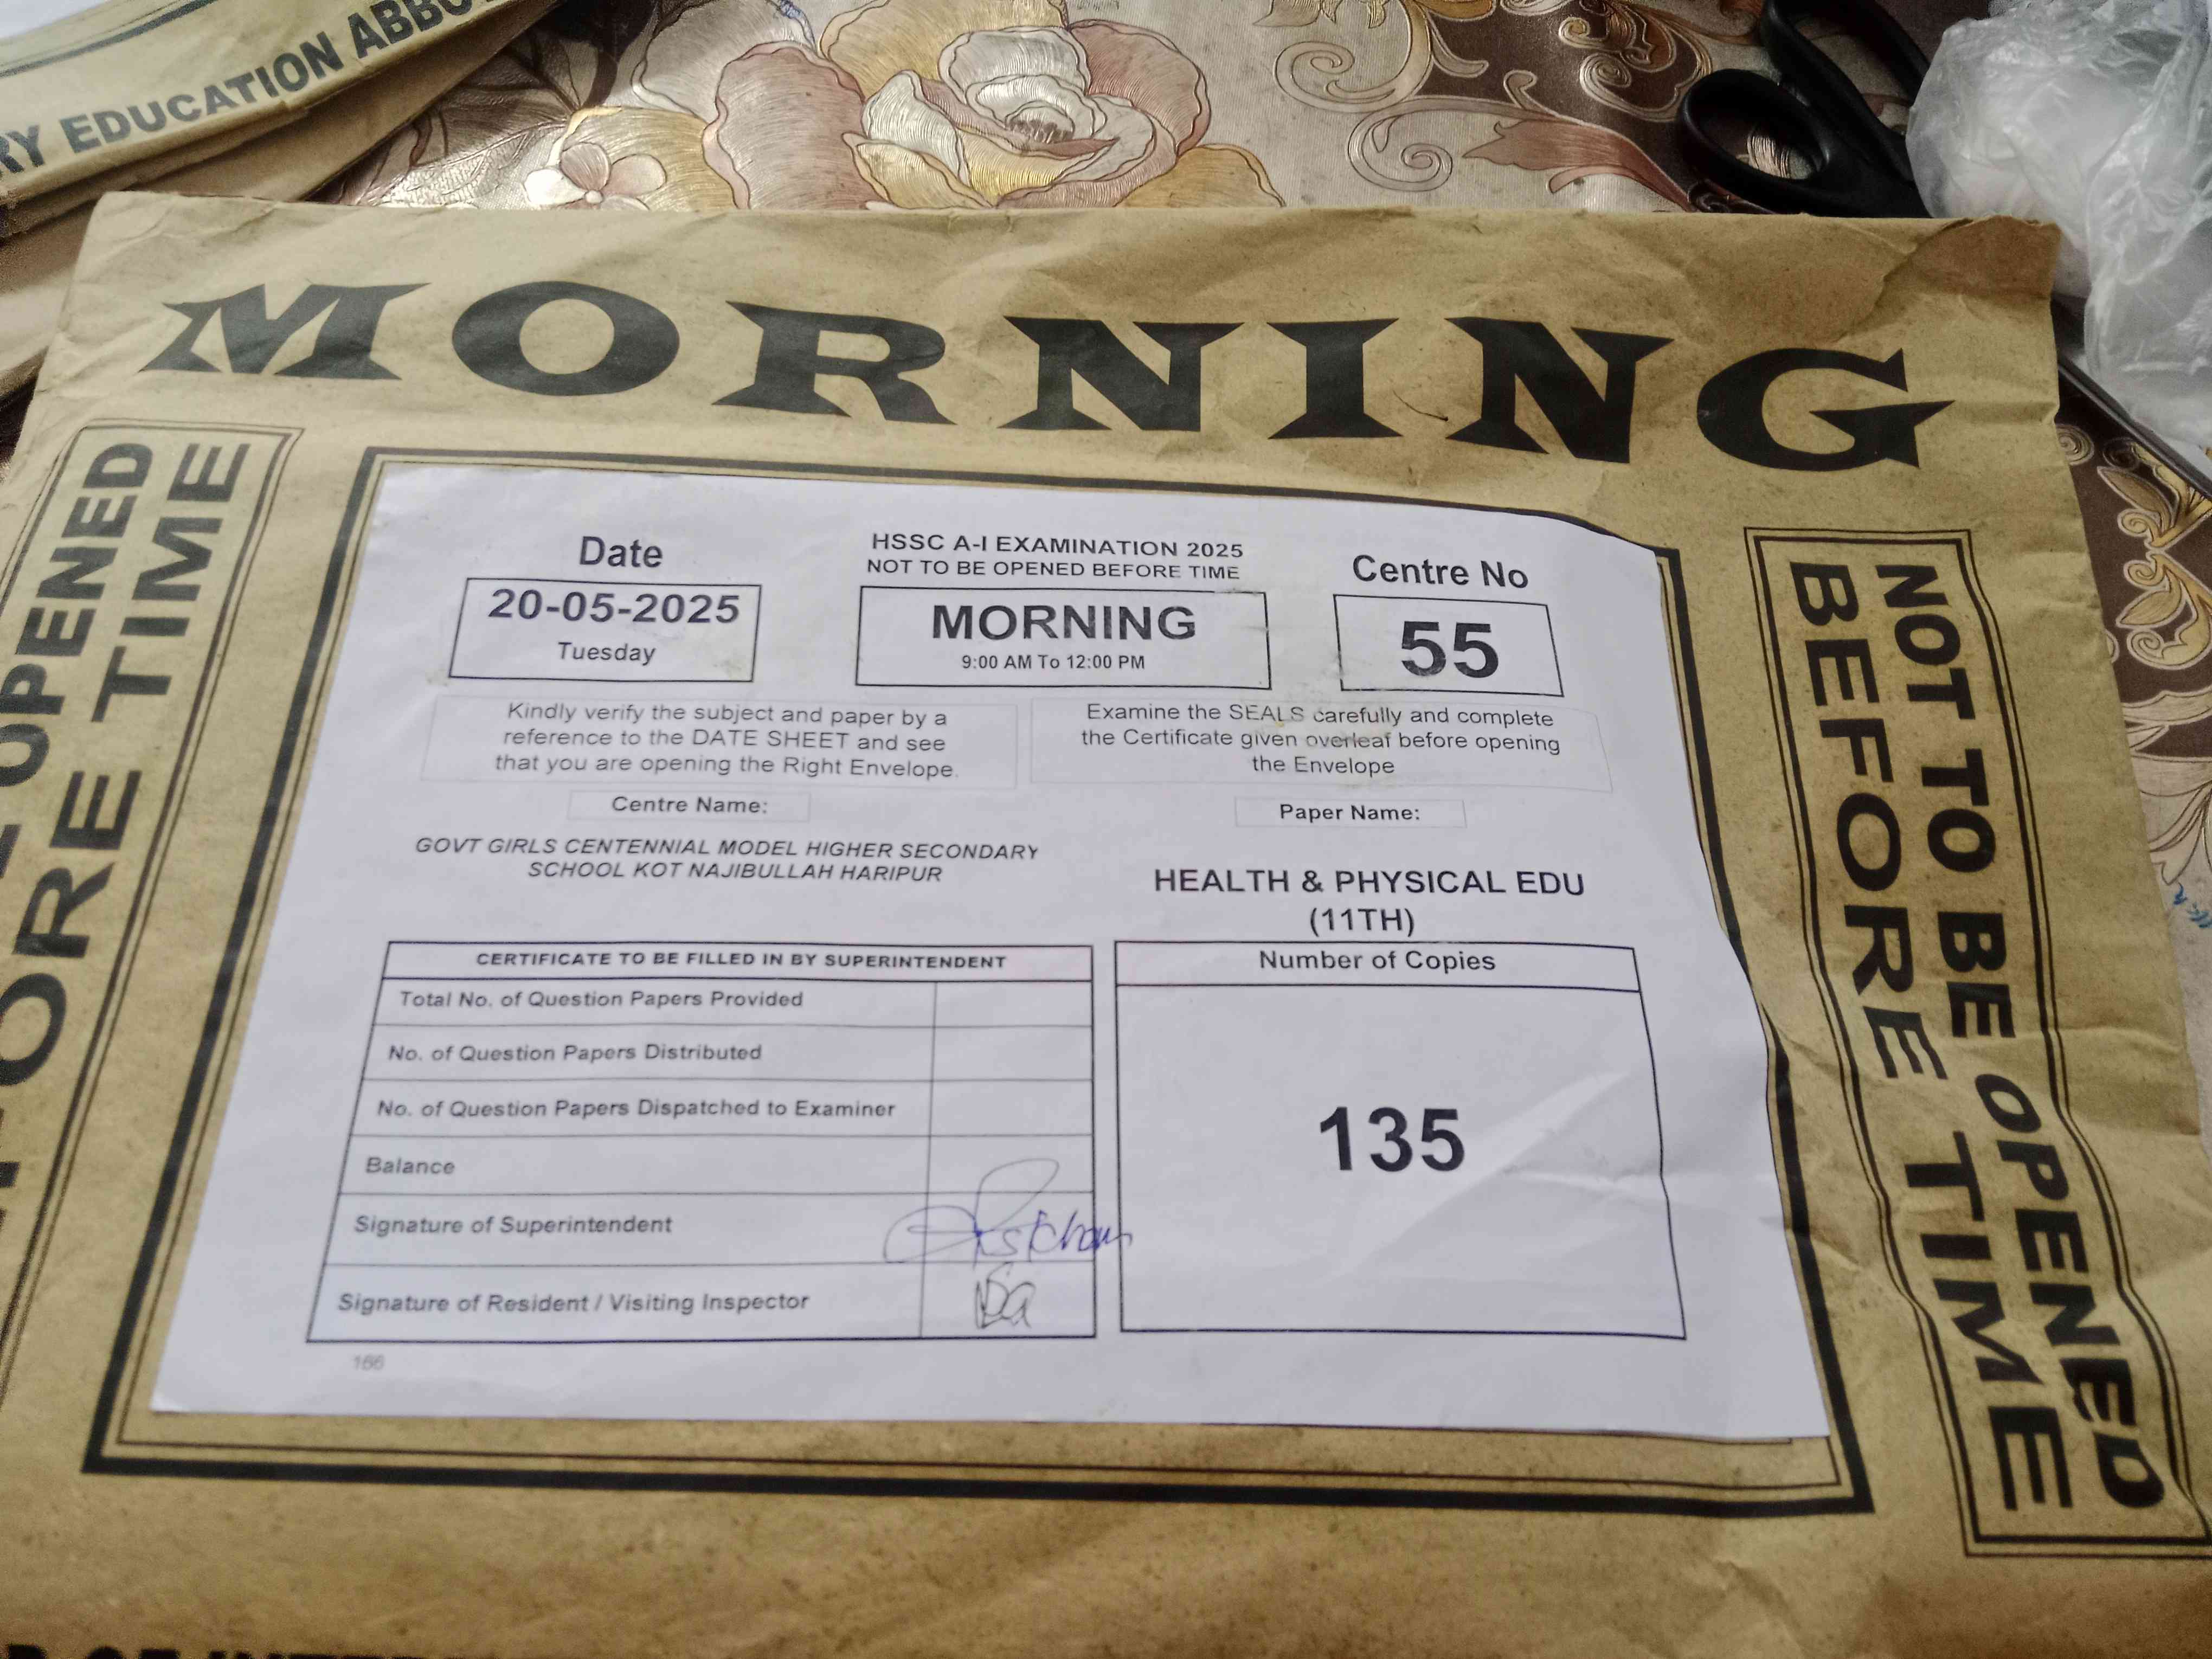 RY EDUCATION ABBO
MORNING
OPENED
BEFORE TIME
Date
20-05-2025
Tuesday
HSSC A-I EXAMINATION 2025
NOT TO BE OPENED BEFORE TIME
MORNING
9:00 AM To 12:00 PM
Centre No
55
Kindly verify the subject and paper by a
reference to the DATE SHEET and see
that you are opening the Right Envelope.
Examine the SEALS carefully and complete
the Certificate given overleaf before opening
the Envelope
Centre Name:
GOVT GIRLS CENTENNIAL MODEL HIGHER SECONDARY
SCHOOL KOT NAJIBULLAH HARIPUR
Paper Name:
HEALTH & PHYSICAL EDU
(11TH)
CERTIFICATE TO BE FILLED IN BY SUPERINTENDENT
Total No. of Question Papers Provided
No. of Question Papers Distributed
No. of Question Papers Dispatched to Examiner
Balance
Signature of Superintendent
Signature of Resident / Visiting Inspector
Number of Copies
135
166
NOT TO BE OPENED
BEFORE TIME